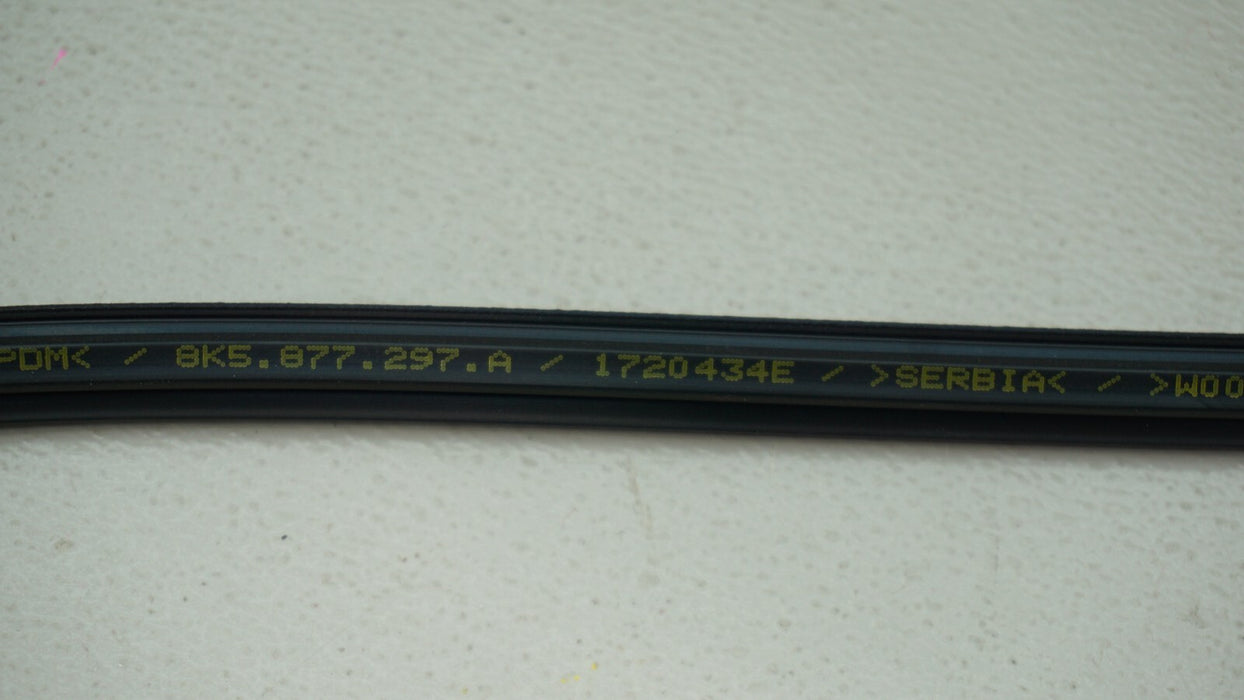 PDM< / 8K5.877.297.A / 1720434E / >SERBIA< / >W00